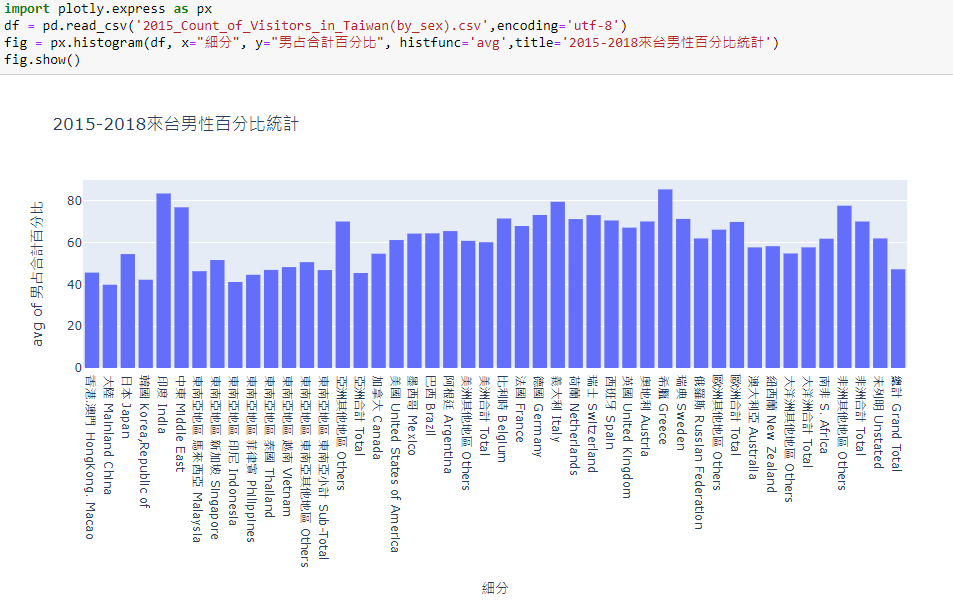 import plotly.express as px
df = pd.read_csv('2015_Count_of_Visitors_in_Taiwan(by_sex).csv',encoding='utf-8')
fig = px.histogram(df, x="細分", y="男占合計百分比", histfunc='avg',title='2015-2018來台男性百分比統計')
fig.show()
2015-2018來台男性百分比統計
avg of 男占合計百分比
80
60
40
20
0
香港.澳門 HongKong. Macao
大陸 Mainland China
日本 Japan
韓國 Korea,Republic of
印度 India
中東 Middle East
東南亞地區 馬來西亞 Malaysia
東南亞地區 新加坡 Singapore
東南亞地區 印尼 Indonesia
東南亞地區 菲律賓 Philippines
東南亞地區 泰國 Thailand
東南亞地區 越南 Vietnam
東南亞地區 東南亞其他地區 Others
東南亞地區 東南亞小計 Sub-Total
亞洲其他地區 Others
亞洲合計 Total
加拿大 Canada
美國 United States of America
墨西哥 Mexico
巴西 Brazil
阿根廷 Argentina
美洲其他地區 Others
美洲合計 Total
比利時 Belgium
法國 France
德國 Germany
義大利 Italy
荷蘭 Netherlands
瑞士 Switzerland
西班牙 Spain
英國 United Kingdom
奧地利 Austria
希臘 Greece
瑞典 Sweden
俄羅斯 Russian Federation
歐洲其他地區 Others
歐洲合計 Total
澳大利亞 Australia
紐西蘭 New Zealand
大洋洲其他地區 Others
大洋洲合計 Total
南非 S. Africa
非洲其他地區 Others
非洲合計 Total
未列明 Unstated
總計 Grand Total
細分